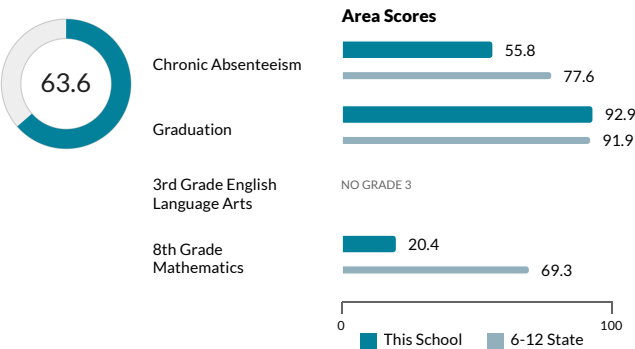 Area Scores
63.6
Chronic Absenteeism
55.8
77.6
Graduation
92.9
91.9
3rd Grade English
Language Arts
NO GRADE 3
8th Grade
Mathematics
20.4
69.3
0
100
This School
6-12 State